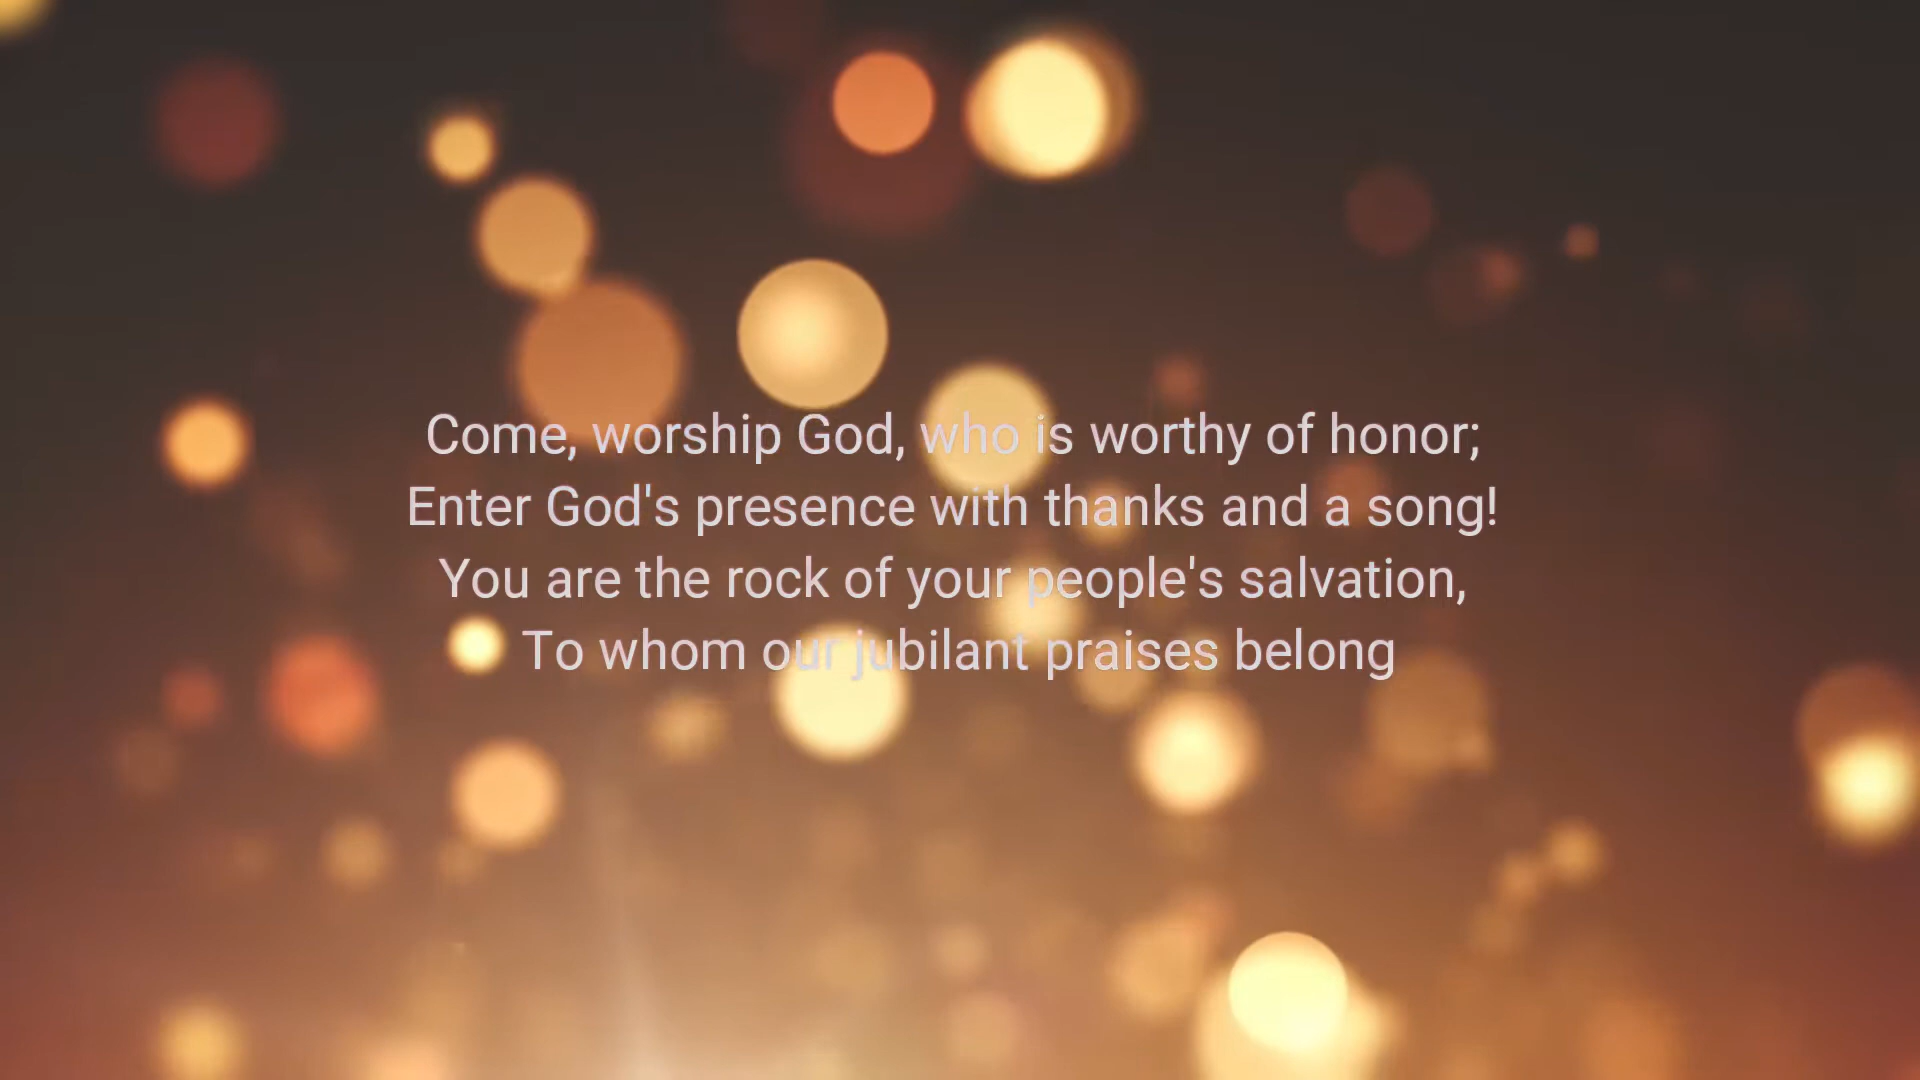 Come, worship God, who is worthy of honor;
Enter God's presence with thanks and a song!
You are the rock of your people's salvation,
To whom our jubilant praises belong